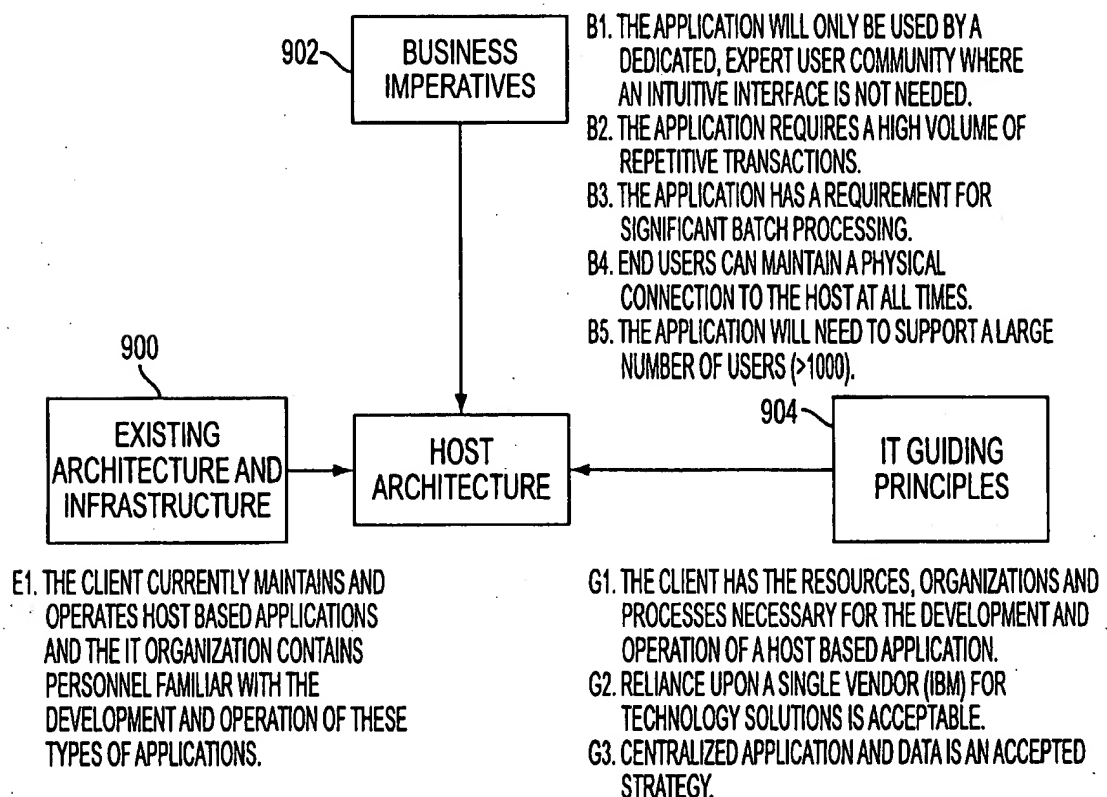 902
BUSINESS
IMPERATIVES
B1. THE APPLICATION WILL ONLY BE USED BY A
DEDICATED, EXPERT USER COMMUNITY WHERE
AN INTUITIVE INTERFACE IS NOT NEEDED.
B2. THE APPLICATION REQUIRES A HIGH VOLUME OF
REPETITIVE TRANSACTIONS.
B3. THE APPLICATION HAS A REQUIREMENT FOR
SIGNIFICANT BATCH PROCESSING.
B4. END USERS CAN MAINTAIN A PHYSICAL
CONNECTION TO THE HOST AT ALL TIMES.
B5. THE APPLICATION WILL NEED TO SUPPORT A LARGE
NUMBER OF USERS (>1000).
900
EXISTING
ARCHITECTURE AND
INFRASTRUCTURE
HOST
ARCHITECTURE
904
IT GUIDING
PRINCIPLES
E1. THE CLIENT CURRENTLY MAINTAINS AND
OPERATES HOST BASED APPLICATIONS
AND THE IT ORGANIZATION CONTAINS
PERSONNEL FAMILIAR WITH THE
DEVELOPMENT AND OPERATION OF THESE
TYPES OF APPLICATIONS.
G1. THE CLIENT HAS THE RESOURCES, ORGANIZATIONS AND
PROCESSES NECESSARY FOR THE DEVELOPMENT AND
OPERATION OF A HOST BASED APPLICATION.
G2. RELIANCE UPON A SINGLE VENDOR (IBM) FOR
TECHNOLOGY SOLUTIONS IS ACCEPTABLE.
G3. CENTRALIZED APPLICATION AND DATA IS AN ACCEPTED
STRATEGY.